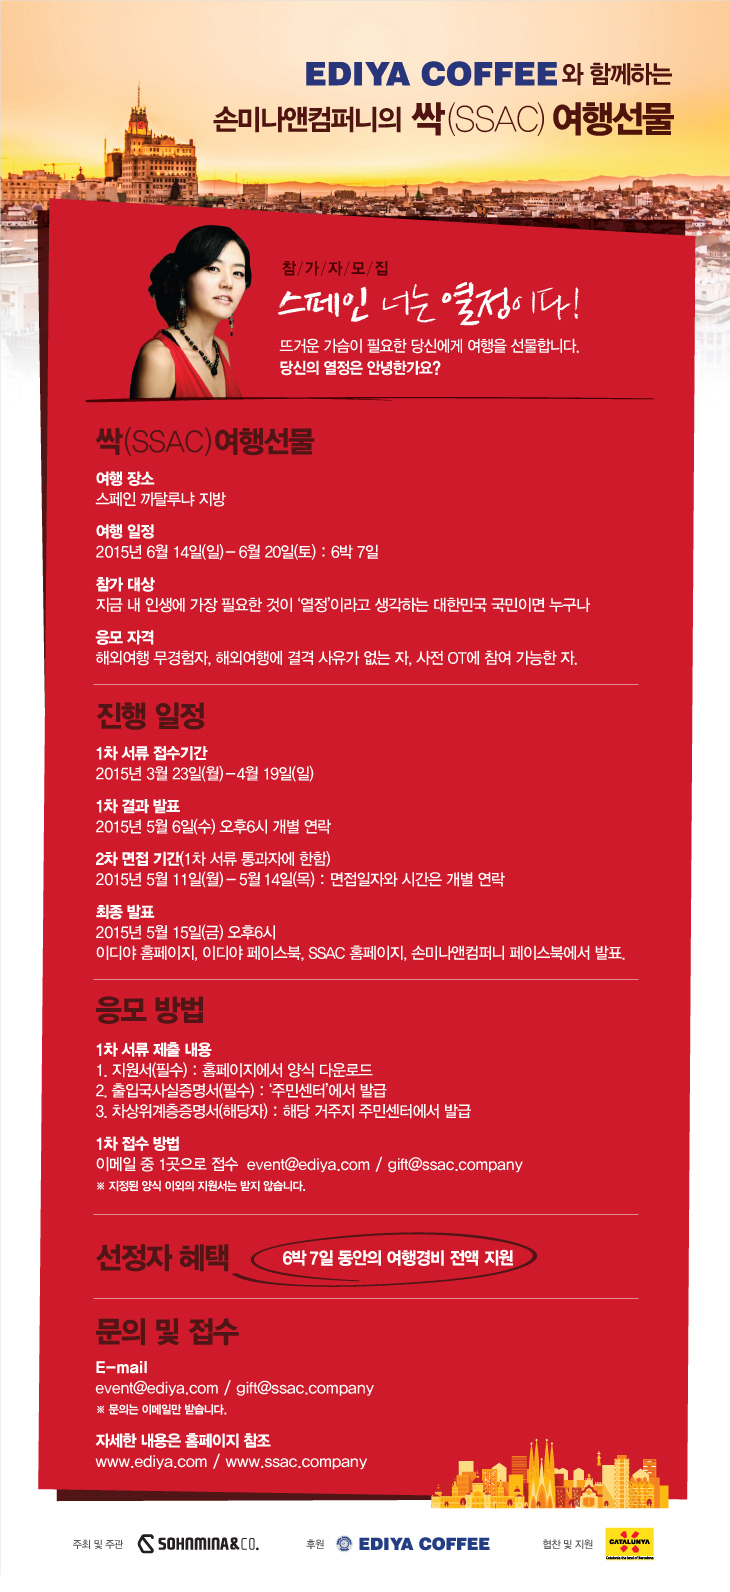 EDIYA COFFEE와 함께하는
손미나앤컴퍼니의 싹(SSAC) 여행선물
참/가/자/모/집
스페인 너는 열정이다!
뜨거운 가슴이 필요한 당신에게 여행을 선물합니다.
당신의 열정은 안녕한가요?
싹(SSAC)여행선물
여행 장소
스페인 까탈루냐 지방
여행 일정
2015년 6월 14일(일) – 6월 20일(토) : 6박 7일
참가 대상
지금 내 인생에 가장 필요한 것이 ‘열정’이라고 생각하는 대한민국 국민이면 누구나
응모 자격
해외여행 무경험자, 해외여행에 결격 사유가 없는 자, 사전 OT에 참여 가능한 자.
진행 일정
1차 서류 접수기간
2015년 3월 23일(월) – 4월 19일(일)
1차 결과 발표
2015년 5월 6일(수) 오후6시 개별 연락
2차 면접 기간(1차 서류 통과자에 한함)
2015년 5월 11일(월) – 5월 14일(목) : 면접일자와 시간은 개별 연락
최종 발표
2015년 5월 15일(금) 오후6시
이디야 홈페이지, 이디야 페이스북, SSAC 홈페이지, 손미나앤컴퍼니 페이스북에서 발표.
응모 방법
1차 서류 제출 내용
1. 지원서(필수) : 홈페이지에서 양식 다운로드
2. 출입국사실증명서(필수) : ‘주민센터’에서 발급
3. 차상위계층증명서(해당자) : 해당 거주지 주민센터에서 발급
1차 접수 방법
이메일 중 1곳으로 접수 event@ediya.com / gift@ssac.company
※ 지정된 양식 이외의 지원서는 받지 않습니다.
선정자 혜택 6박 7일 동안의 여행경비 전액 지원
문의 및 접수
E-mail
event@ediya.com / gift@ssac.company
※ 문의는 이메일만 받습니다.
자세한 내용은 홈페이지 참조
www.ediya.com / www.ssac.company
주최 및 주관 SOHNMINA&CO. 후원 EDIYA COFFEE 협찬 및 지원 CATALUNYA
Celebrate the land of Barcelona